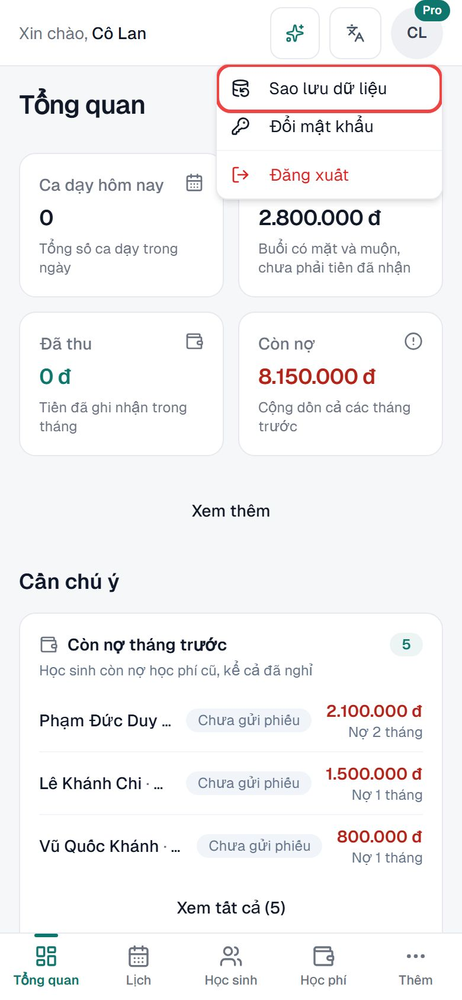 Xin chào, Cô Lan
Pro
CL
Sao lưu dữ liệu
Đổi mật khẩu
Đăng xuất
Tổng quan
Ca dạy hôm nay
0
Tổng số ca dạy trong
ngày
2.800.000 đ
Buổi có mặt và muộn,
chưa phải tiền đã nhận
Đã thu
0 đ
Tiền đã ghi nhận trong
tháng
Còn nợ
8.150.000 đ
Cộng dồn cả các tháng
trước
Xem thêm
Cần chú ý
Còn nợ tháng trước
5
Học sinh còn nợ học phí cũ, kể cả đã nghỉ
Phạm Đức Duy ...
Chưa gửi phiếu
2.100.000 đ
Nợ 2 tháng
Lê Khánh Chi · ...
Chưa gửi phiếu
1.500.000 đ
Nợ 1 tháng
Vũ Quốc Khánh · ...
Chưa gửi phiếu
800.000 đ
Nợ 1 tháng
Xem tất cả (5)
Tổng quan
Lịch
Học sinh
Học phí
Thêm